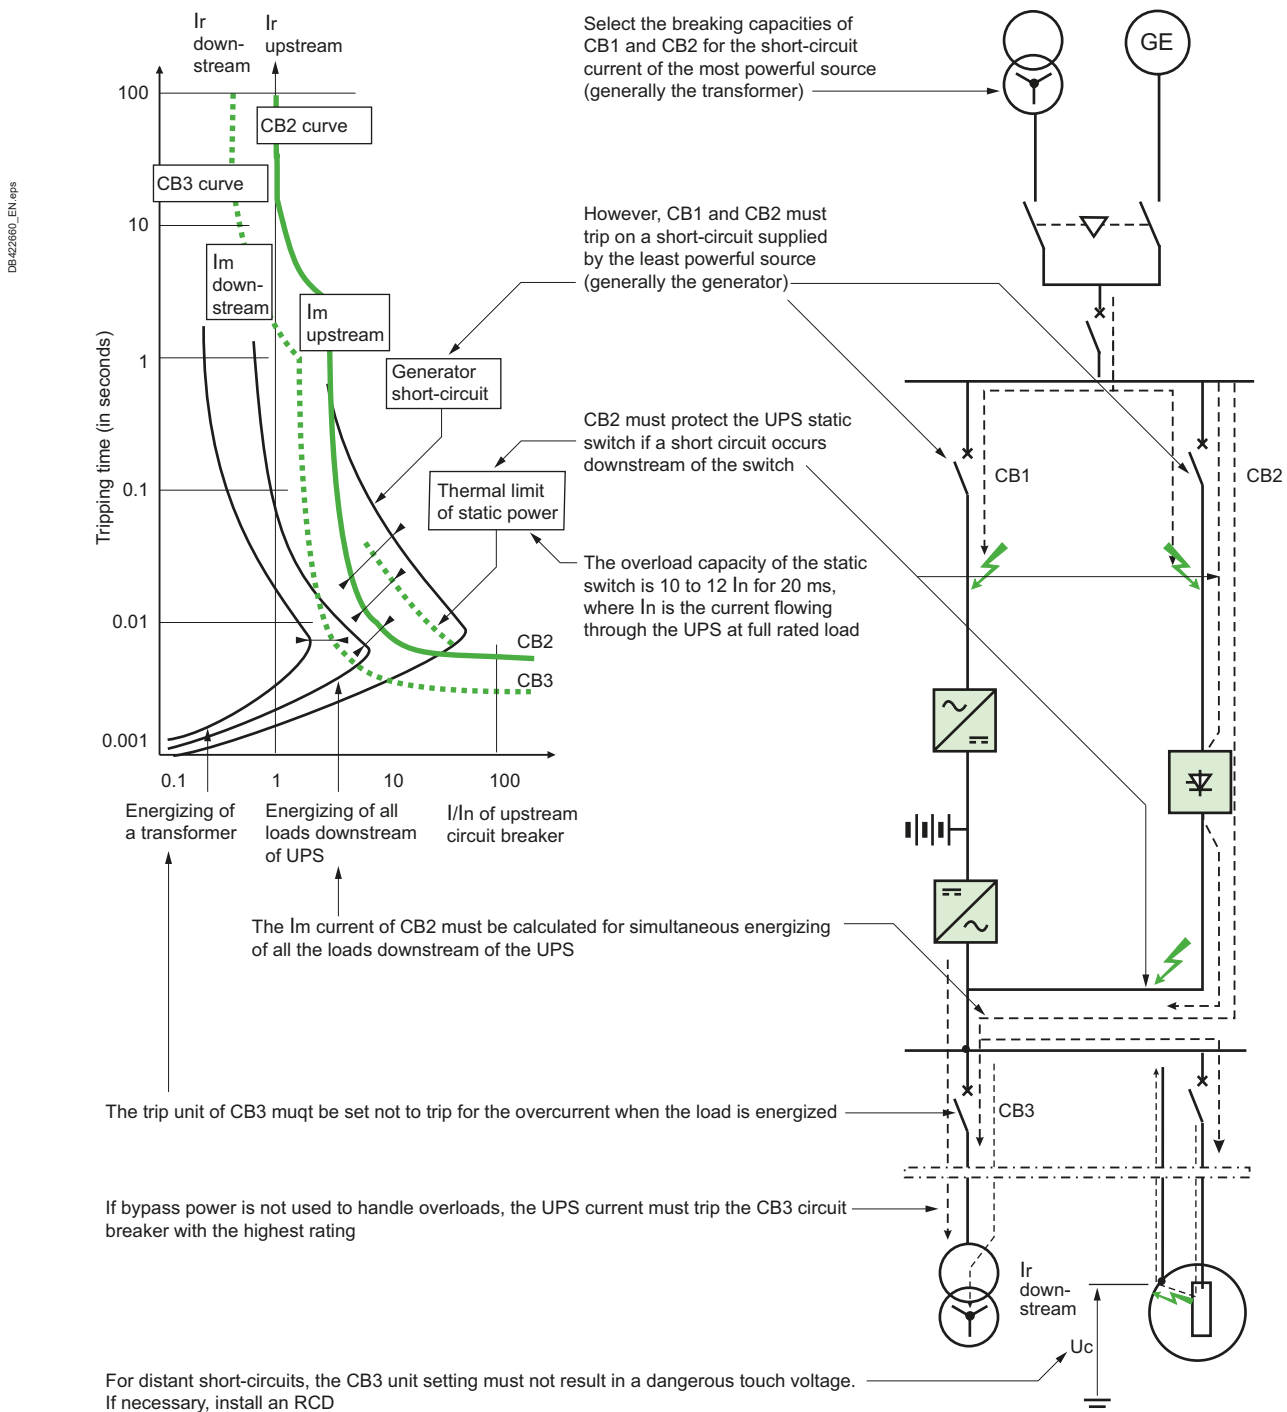 DB422660_EN.eps
Ir
down-
stream
Ir
upstream
100
10
1
0.1
0.01
0.001
Tripping time (in seconds)
CB2 curve
CB3 curve
Im
down-
stream
Im
upstream
Generator
short-circuit
Thermal limit
of static power
CB2
CB3
0.1
1
10
100
Energizing of
a transformer
Energizing of all
loads downstream
of UPS
I/In of upstream
circuit breaker
Select the breaking capacities of
CB1 and CB2 for the short-circuit
current of the most powerful source
(generally the transformer)
However, CB1 and CB2 must
trip on a short-circuit supplied
by the least powerful source
(generally the generator)
CB2 must protect the UPS static
switch if a short circuit occurs
downstream of the switch
The overload capacity of the static
switch is 10 to 12 In for 20 ms,
where In is the current flowing
through the UPS at full rated load
GE
CB1
CB2
The Im current of CB2 must be calculated for simultaneous energizing
of all the loads downstream of the UPS
The trip unit of CB3 muqt be set not to trip for the overcurrent when the load is energized
CB3
If bypass power is not used to handle overloads, the UPS current must trip the CB3 circuit
breaker with the highest rating
Ir
down-
stream
Uc
For distant short-circuits, the CB3 unit setting must not result in a dangerous touch voltage.
If necessary, install an RCD